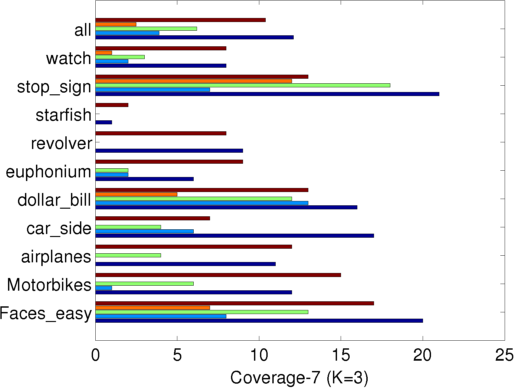 all
watch
stop_sign
starfish
revolver
euphonium
dollar_bill
car_side
airplanes
Motorbikes
Faces_easy
0 5 10 15 20 25
Coverage-7 (K=3)